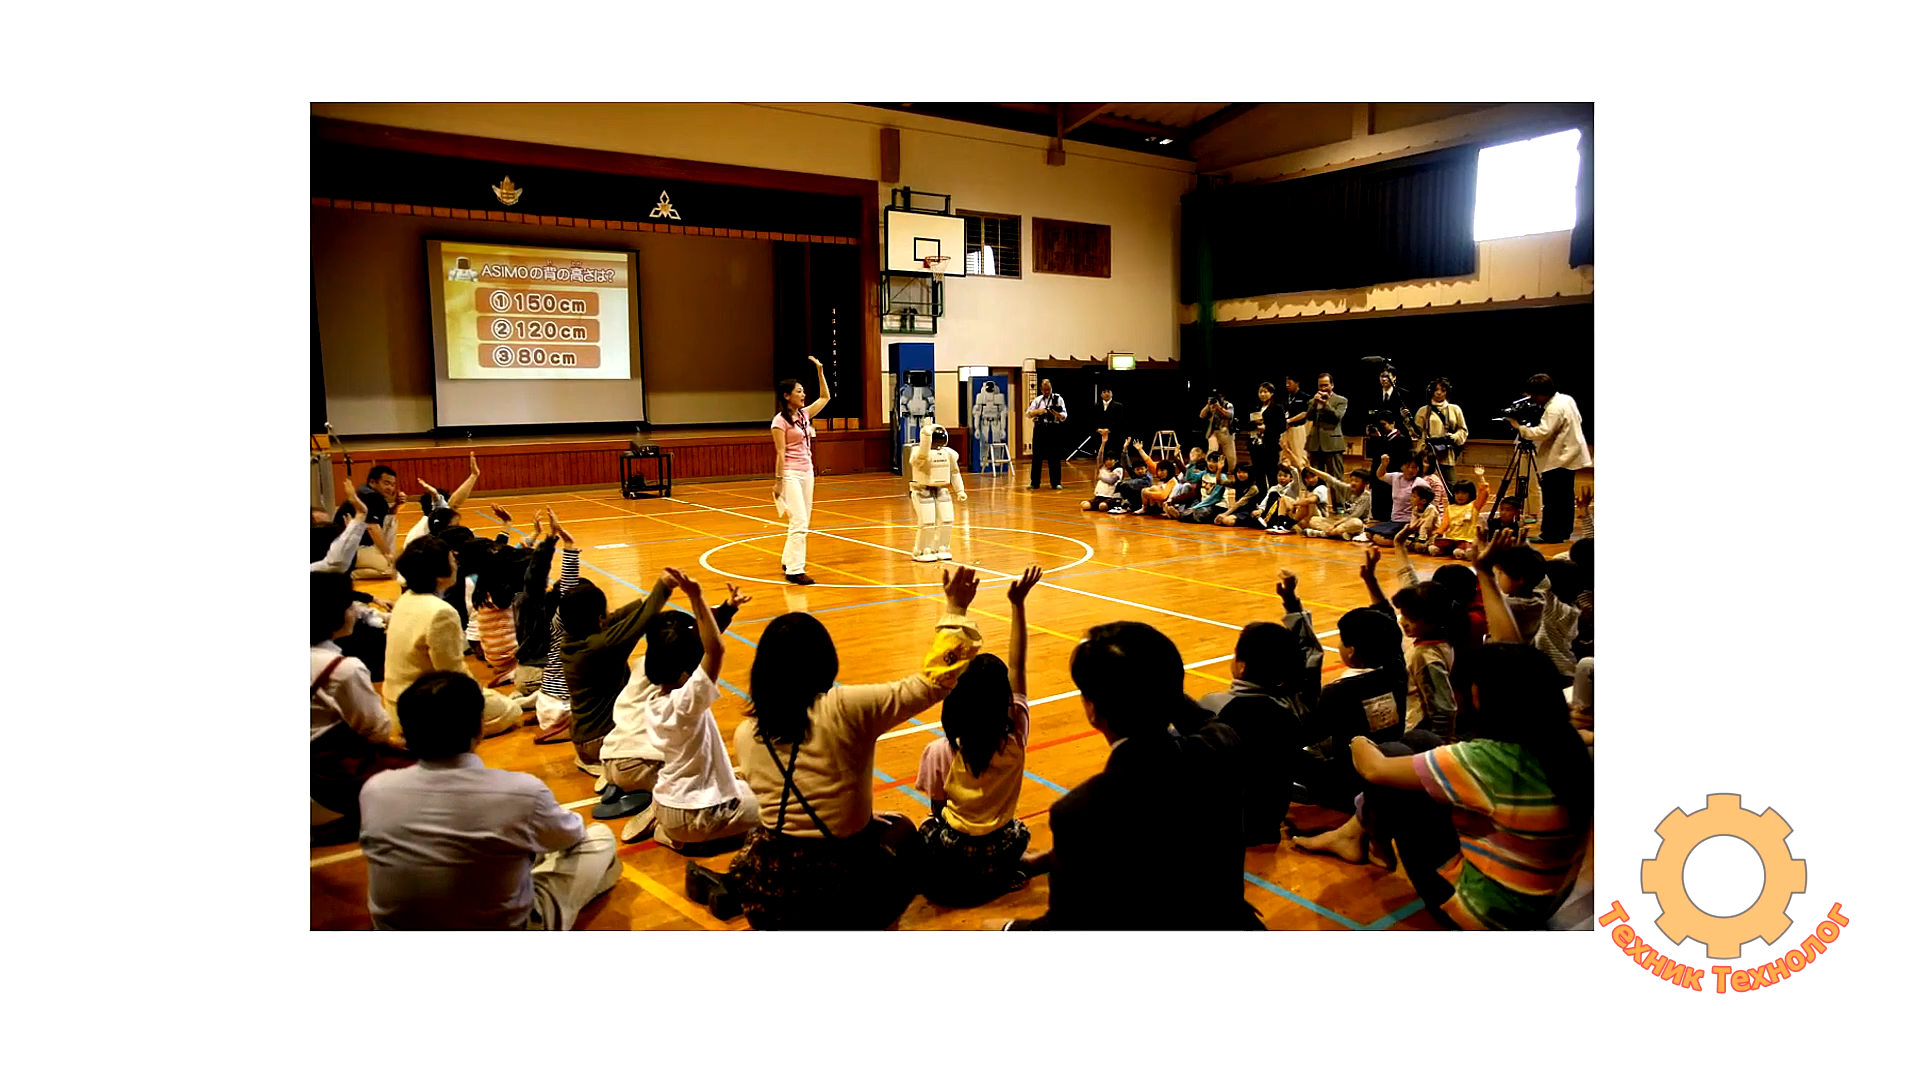 ASIMOの背の高さは?
①150cm
②120cm
③80cm
Техник Технолог